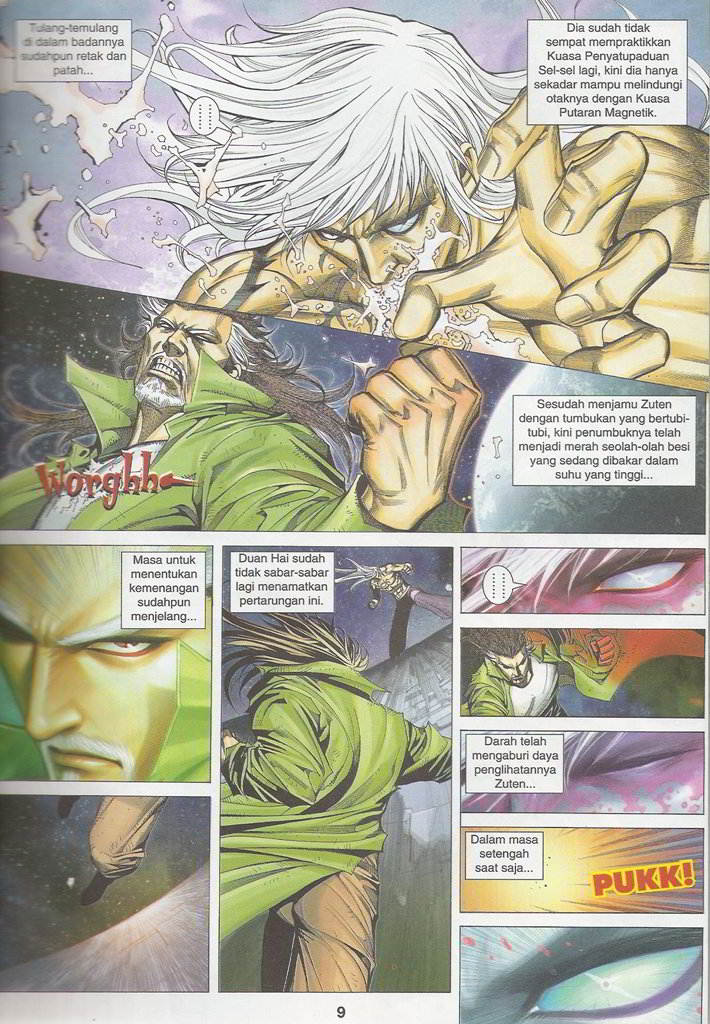 Tulang-temulang
di dalam badannya
sudahpun retak dan
patah...
Dia sudah tidak
sempat mempraktikkan
Kuasa Penyatupaduan
Sel-sel lagi, kini dia hanya
sekadar mampu melindungi
otaknya dengan Kuasa
Putaran Magnetik.
Sesudah menjamu Zuten
dengan tumbukan yang bertubi-
tubi, kini penumbuknya telah
menjadi merah seolah-olah besi
yang sedang dibakar dalam
suhu yang tinggi...
Worghh
Masa untuk
menentukan
kemenangan
sudahpun
menjelang...
Duan Hai sudah
tidak sabar-sabar
lagi menamatkan
pertarungan ini.
Darah telah
mengaburi daya
penglihatannya
Zuten...
Dalam masa
setengah
saat saja...
PUKK!
9